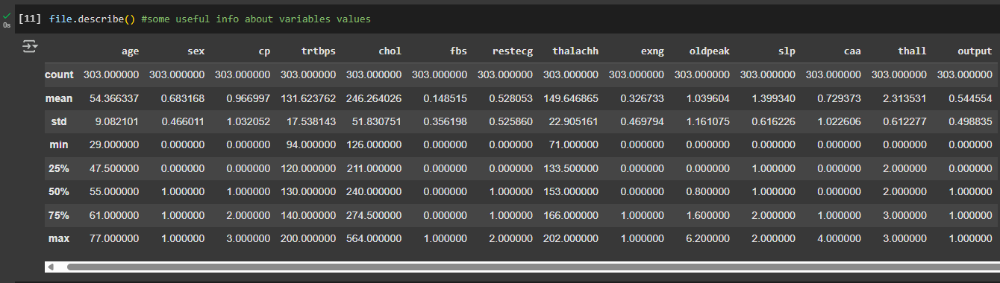 [11] file.describe() #some useful info about variables values
0s
age sex cp trtbps chol fbs restecg thalachh exng oldpeak slp caa thall output
count 303.000000 303.000000 303.000000 303.000000 303.000000 303.000000 303.000000 303.000000 303.000000 303.000000 303.000000 303.000000 303.000000 303.000000
mean 54.366337 0.683168 0.966997 131.623762 246.264026 0.148515 0.528053 149.646865 0.326733 1.039604 1.399340 0.729373 2.313531 0.544554
std 9.082101 0.466011 1.032052 17.538143 51.830751 0.356198 0.525860 22.905161 0.469794 1.161075 0.616226 1.022606 0.612277 0.498835
min 29.000000 0.000000 0.000000 94.000000 126.000000 0.000000 0.000000 71.000000 0.000000 0.000000 0.000000 0.000000 0.000000 0.000000
25% 47.500000 0.000000 0.000000 120.000000 211.000000 0.000000 0.000000 133.500000 0.000000 0.000000 1.000000 0.000000 2.000000 0.000000
50% 55.000000 1.000000 1.000000 130.000000 240.000000 0.000000 1.000000 153.000000 0.000000 0.800000 1.000000 0.000000 2.000000 1.000000
75% 61.000000 1.000000 2.000000 140.000000 274.500000 0.000000 1.000000 166.000000 1.000000 1.600000 2.000000 1.000000 3.000000 1.000000
max 77.000000 1.000000 3.000000 200.000000 564.000000 1.000000 2.000000 202.000000 1.000000 6.200000 2.000000 4.000000 3.000000 1.000000